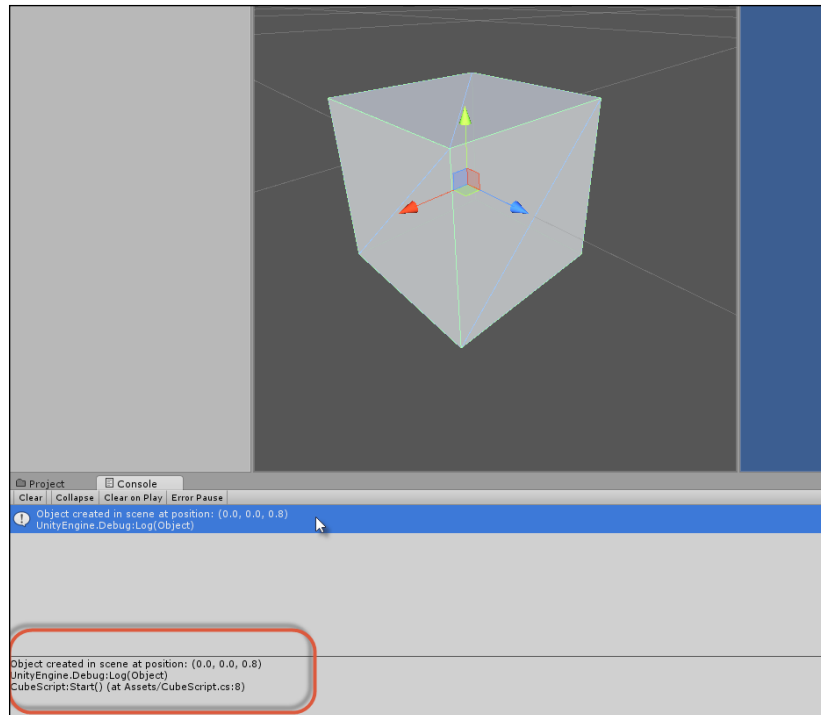 Project
Console
Clear
Collapse
Clear on Play
Error Pause
Object created in scene at position: (0.0, 0.0, 0.8)
UnityEngine.Debug:Log(Object)
Object created in scene at position: (0.0, 0.0, 0.8)
UnityEngine.Debug:Log(Object)
CubeScript:Start() (at Assets/CubeScript.cs:8)